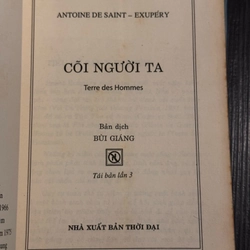 ANTOINE DE SAINT – EXUPÉRY
CÕI NGƯỜI TA
Terre des Hommes
Bản dịch
BÙI GIÁNG
Tái bản lần 3
NHÀ XUẤT BẢN THỜI ĐẠI